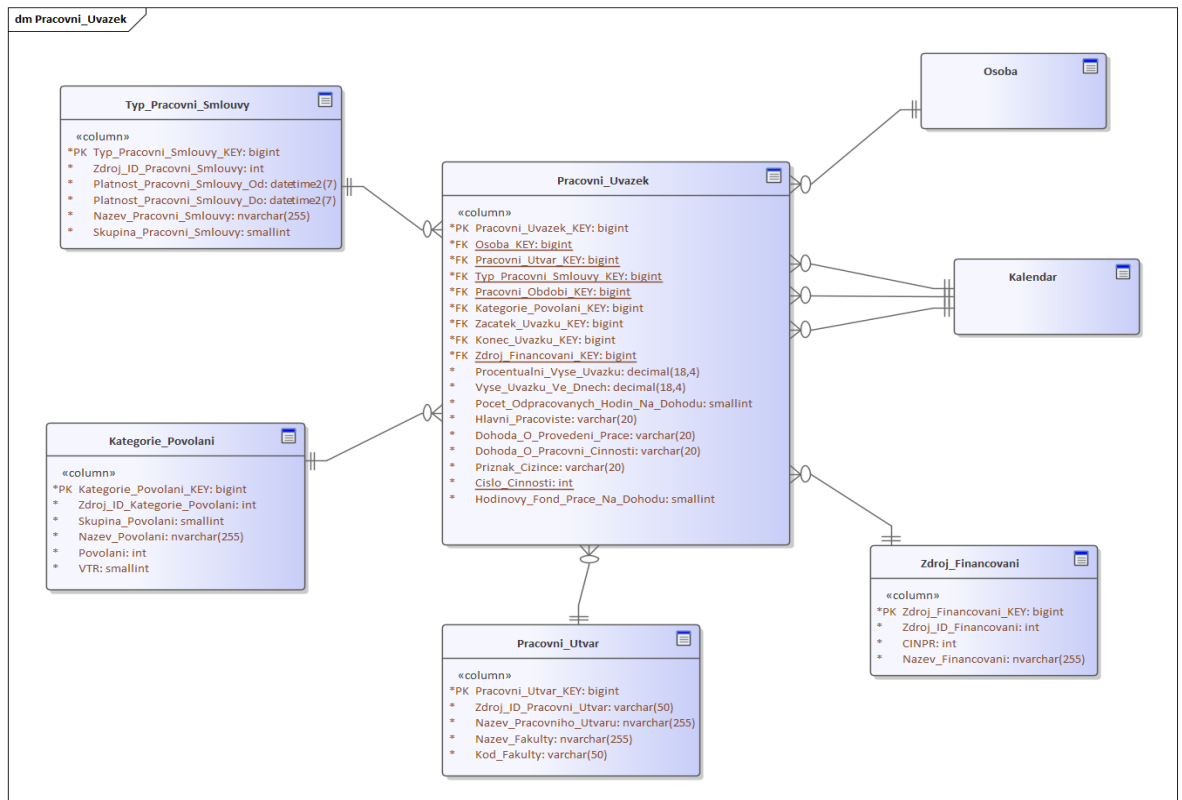 dm Pracovni_Uvazek
Typ_Pracovni_Smlouvy
«column»
*PK Typ_Pracovni_Smlouvy_KEY: bigint
* Zdroj_ID_Pracovni_Smlouvy: int
* Platnost_Pracovni_Smlouvy_Od: datetime2(7)
* Platnost_Pracovni_Smlouvy_Do: datetime2(7)
* Nazev_Pracovni_Smlouvy: nvarchar(255)
* Skupina_Pracovni_Smlouvy: smallint
Osoba
Pracovni_Uvazek
«column»
*PK Pracovni_Uvazek_KEY: bigint
*FK Osoba_KEY: bigint
*FK Pracovni_Utvar_KEY: bigint
*FK Typ_Pracovni_Smlouvy_KEY: bigint
*FK Pracovni_Obdobi_KEY: bigint
*FK Kategorie_Povolani_KEY: bigint
*FK Zacatek_Uvazku_KEY: bigint
*FK Konec_Uvazku_KEY: bigint
*FK Zdroj_Financovani_KEY: bigint
* Procentualni_Vyse_Uvazku: decimal(18,4)
* Vyse_Uvazku_Ve_Dnech: decimal(18,4)
* Pocet_Odpracovanych_Hodin_Na_Dohodu: smallint
* Hlavni_Pracoviste: varchar(20)
* Dohoda_O_Provedeni_Prace: varchar(20)
* Dohoda_O_Pracovni_Cinnosti: varchar(20)
* Priznak_Cizince: varchar(20)
* Cislo_Cinnosti: int
* Hodinovy_Fond_Prace_Na_Dohodu: smallint
Kalendar
Kategorie_Povolani
«column»
*PK Kategorie_Povolani_KEY: bigint
* Zdroj_ID_Kategorie_Povolani: int
* Skupina_Povolani: smallint
* Nazev_Povolani: nvarchar(255)
* Povolani: int
* VTR: smallint
Zdroj_Financovani
«column»
*PK Zdroj_Financovani_KEY: bigint
* Zdroj_ID_Financovani: int
* CINPR: int
* Nazev_Financovani: nvarchar(255)
Pracovni_Utvar
«column»
*PK Pracovni_Utvar_KEY: bigint
* Zdroj_ID_Pracovni_Utvar: varchar(50)
* Nazev_Pracovniho_Utvaru: nvarchar(255)
* Nazev_Fakulty: nvarchar(255)
* Kod_Fakulty: varchar(50)